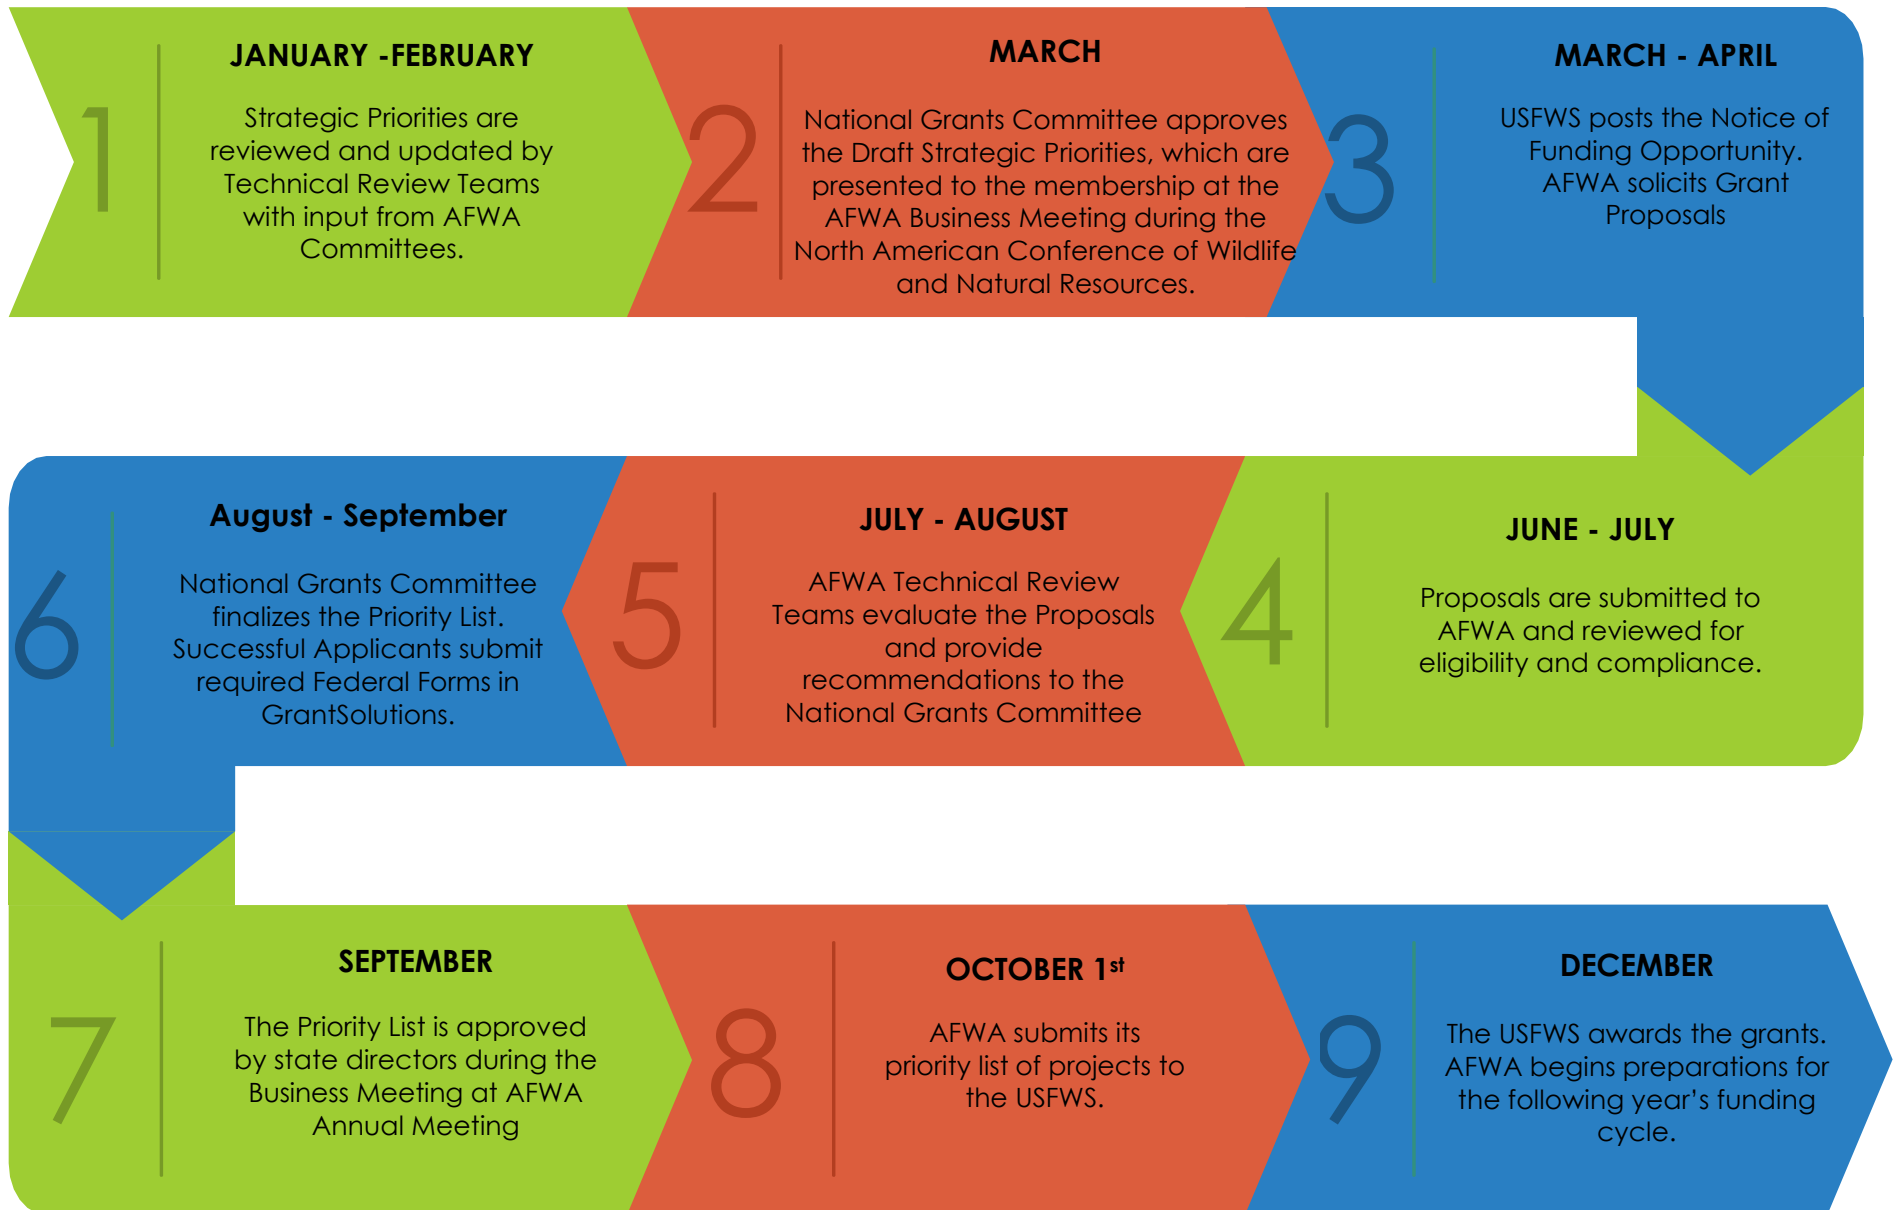 1
JANUARY -FEBRUARY
Strategic Priorities are
reviewed and updated by
Technical Review Teams
with input from AFWA
Committees.
2
MARCH
National Grants Committee approves
the Draft Strategic Priorities, which are
presented to the membership at the
AFWA Business Meeting during the
North American Conference of Wildlife
and Natural Resources.
3
MARCH - APRIL
USFWS posts the Notice of
Funding Opportunity.
AFWA solicits Grant
Proposals
4
JUNE - JULY
Proposals are submitted to
AFWA and reviewed for
eligibility and compliance.
5
JULY - AUGUST
AFWA Technical Review
Teams evaluate the Proposals
and provide
recommendations to the
National Grants Committee
6
August - September
National Grants Committee
finalizes the Priority List.
Successful Applicants submit
required Federal Forms in
GrantSolutions.
7
SEPTEMBER
The Priority List is approved
by state directors during the
Business Meeting at AFWA
Annual Meeting
8
OCTOBER 1st
AFWA submits its
priority list of projects to
the USFWS.
9
DECEMBER
The USFWS awards the grants.
AFWA begins preparations for
the following year’s funding
cycle.